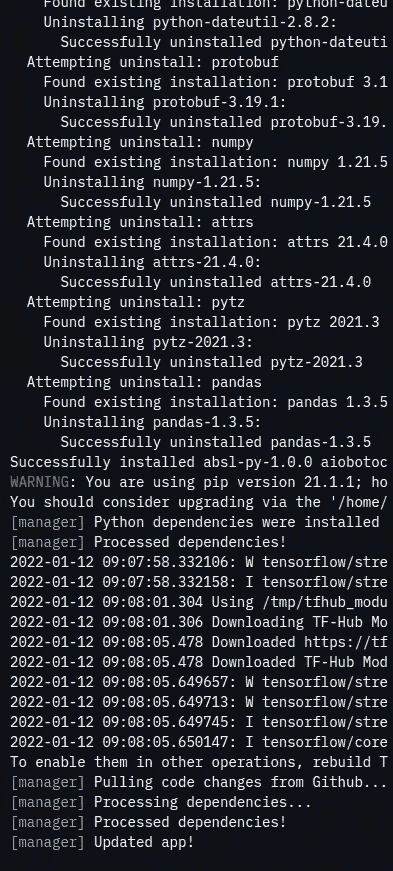 Found existing installation: python-dateu
Uninstalling python-dateutil-2.8.2:
Successfully uninstalled python-dateuti
Attempting uninstall: protobuf
Found existing installation: protobuf 3.1
Uninstalling protobuf-3.19.1:
Successfully uninstalled protobuf-3.19.
Attempting uninstall: numpy
Found existing installation: numpy 1.21.5
Uninstalling numpy-1.21.5:
Successfully uninstalled numpy-1.21.5
Attempting uninstall: attrs
Found existing installation: attrs 21.4.0
Uninstalling attrs-21.4.0:
Successfully uninstalled attrs-21.4.0
Attempting uninstall: pytz
Found existing installation: pytz 2021.3
Uninstalling pytz-2021.3:
Successfully uninstalled pytz-2021.3
Attempting uninstall: pandas
Found existing installation: pandas 1.3.5
Uninstalling pandas-1.3.5:
Successfully uninstalled pandas-1.3.5
Successfully installed absl-py-1.0.0 aiobotoc
WARNING: You are using pip version 21.1.1; ho
You should consider upgrading via the '/home/
[manager] Python dependencies were installed
[manager] Processed dependencies!
2022-01-12 09:07:58.332106: W tensorflow/stre
2022-01-12 09:07:58.332158: I tensorflow/stre
2022-01-12 09:08:01.304 Using /tmp/tfhub_modu
2022-01-12 09:08:01.306 Downloading TF-Hub Mo
2022-01-12 09:08:05.478 Downloaded https://tf
2022-01-12 09:08:05.478 Downloaded TF-Hub Mod
2022-01-12 09:08:05.649657: W tensorflow/stre
2022-01-12 09:08:05.649713: W tensorflow/stre
2022-01-12 09:08:05.649745: I tensorflow/stre
2022-01-12 09:08:05.650147: I tensorflow/core
To enable them in other operations, rebuild T
[manager] Pulling code changes from Github...
[manager] Processing dependencies...
[manager] Processed dependencies!
[manager] Updated app!